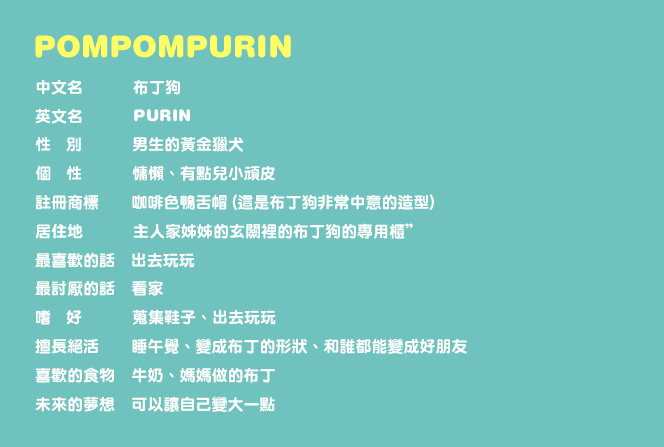 POMPOMPURIN
中文名 布丁狗
英文名 PURIN
性 別 男生的黃金獵犬
個 性 慵懶、有點兒小頑皮
註冊商標 咖啡色鴨舌帽(這是布丁狗非常中意的造型)
居住地 主人家姊姊的玄關裡的布丁狗的專用櫃”
最喜歡的話 出去玩玩
最討厭的話 看家
嗜 好 蒐集鞋子、出去玩玩
擅長絕活 睡午覺、變成布丁的形狀、和誰都能變成好朋友
喜歡的食物 牛奶、媽媽做的布丁
未來的夢想 可以讓自己變大一點